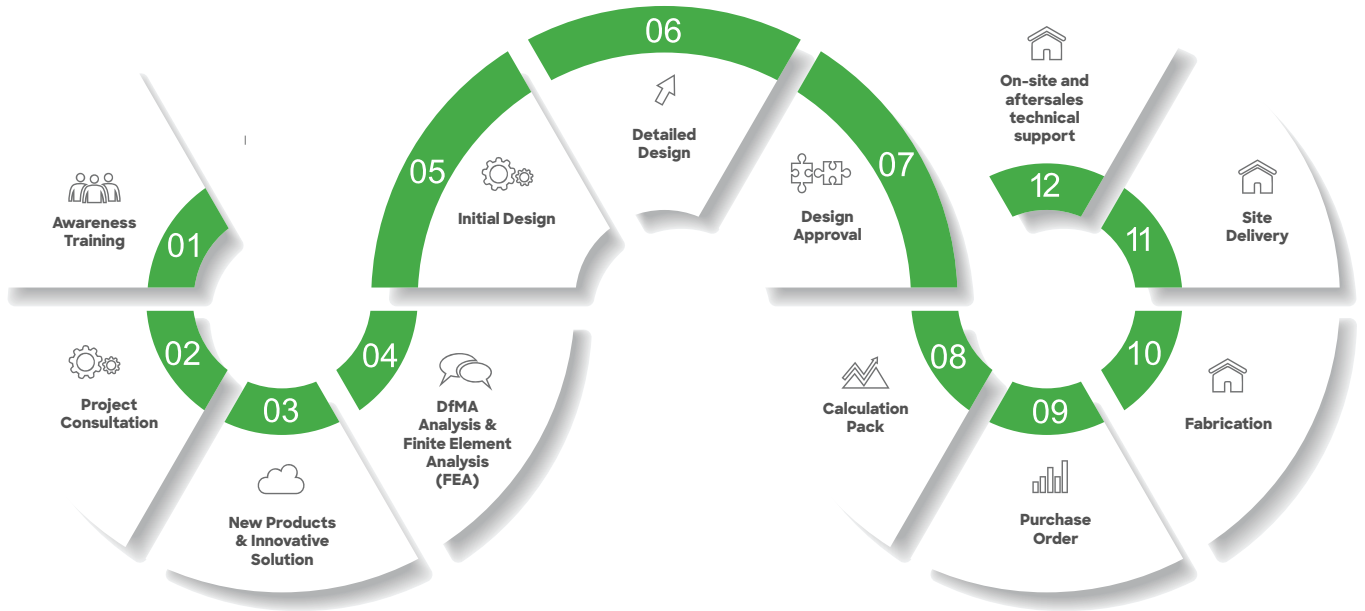 01
Awareness
Training
02
Project
Consultation
03
New Products
& Innovative
Solution
04
DfMA
Analysis &
Finite Element
Analysis
(FEA)
05
Initial Design
06
Detailed
Design
07
Design
Approval
08
Calculation
Pack
09
Purchase
Order
10
Fabrication
11
Site
Delivery
12
On-site and
aftersales
technical
support